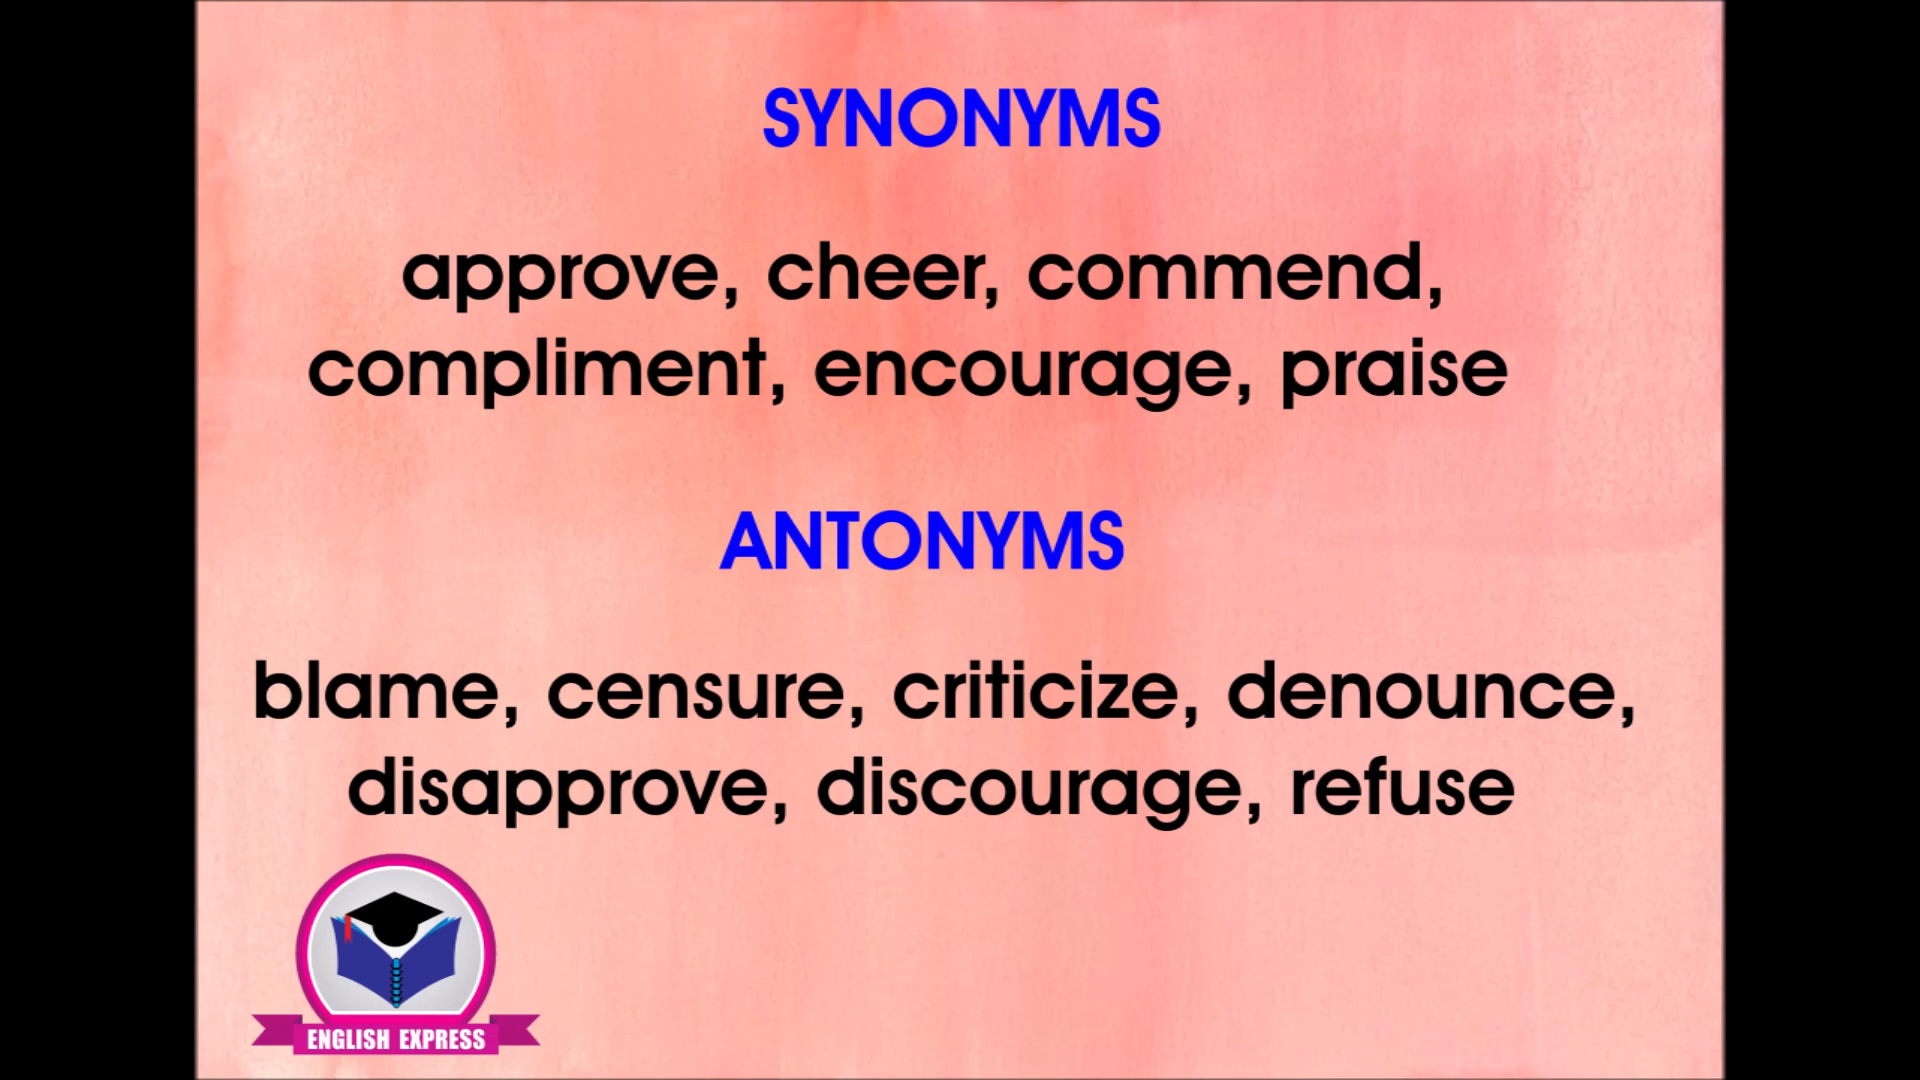 SYNONYMS
approve, cheer, commend,
compliment, encourage, praise
ANTONYMS
blame, censure, criticize, denounce,
disapprove, discourage, refuse
ENGLISH EXPRESS